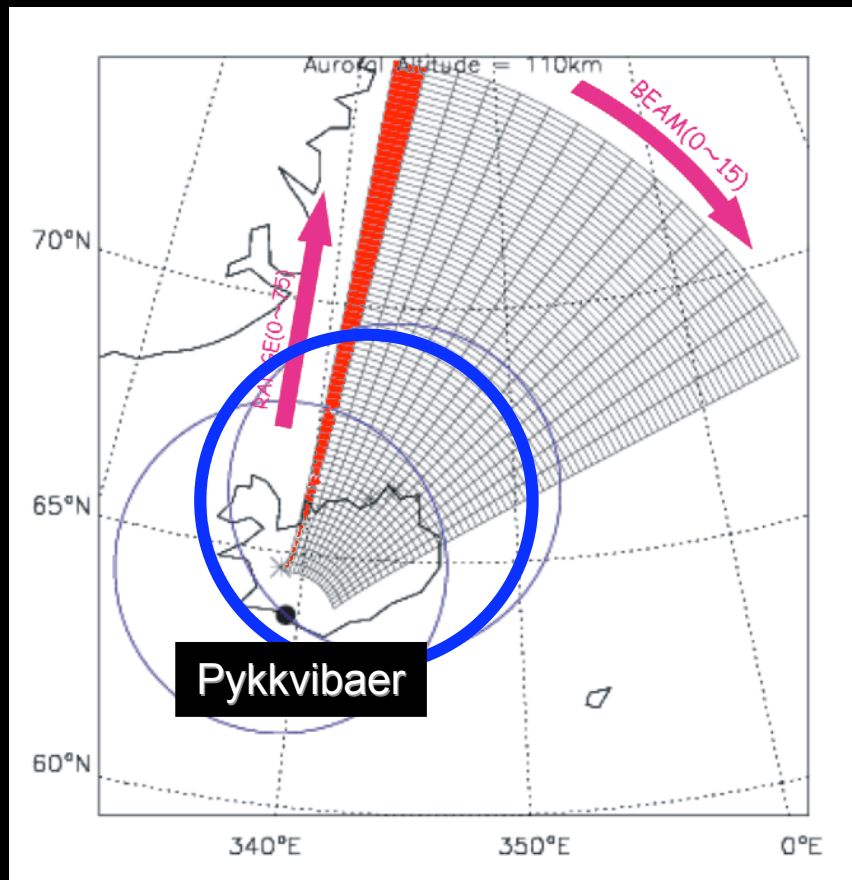 Auroral Altitude = 110km
BEAM(0～15)
70°N
RANGE(0～75)
65°N
Pykkvibaer
60°N
340°E
350°E
0°E